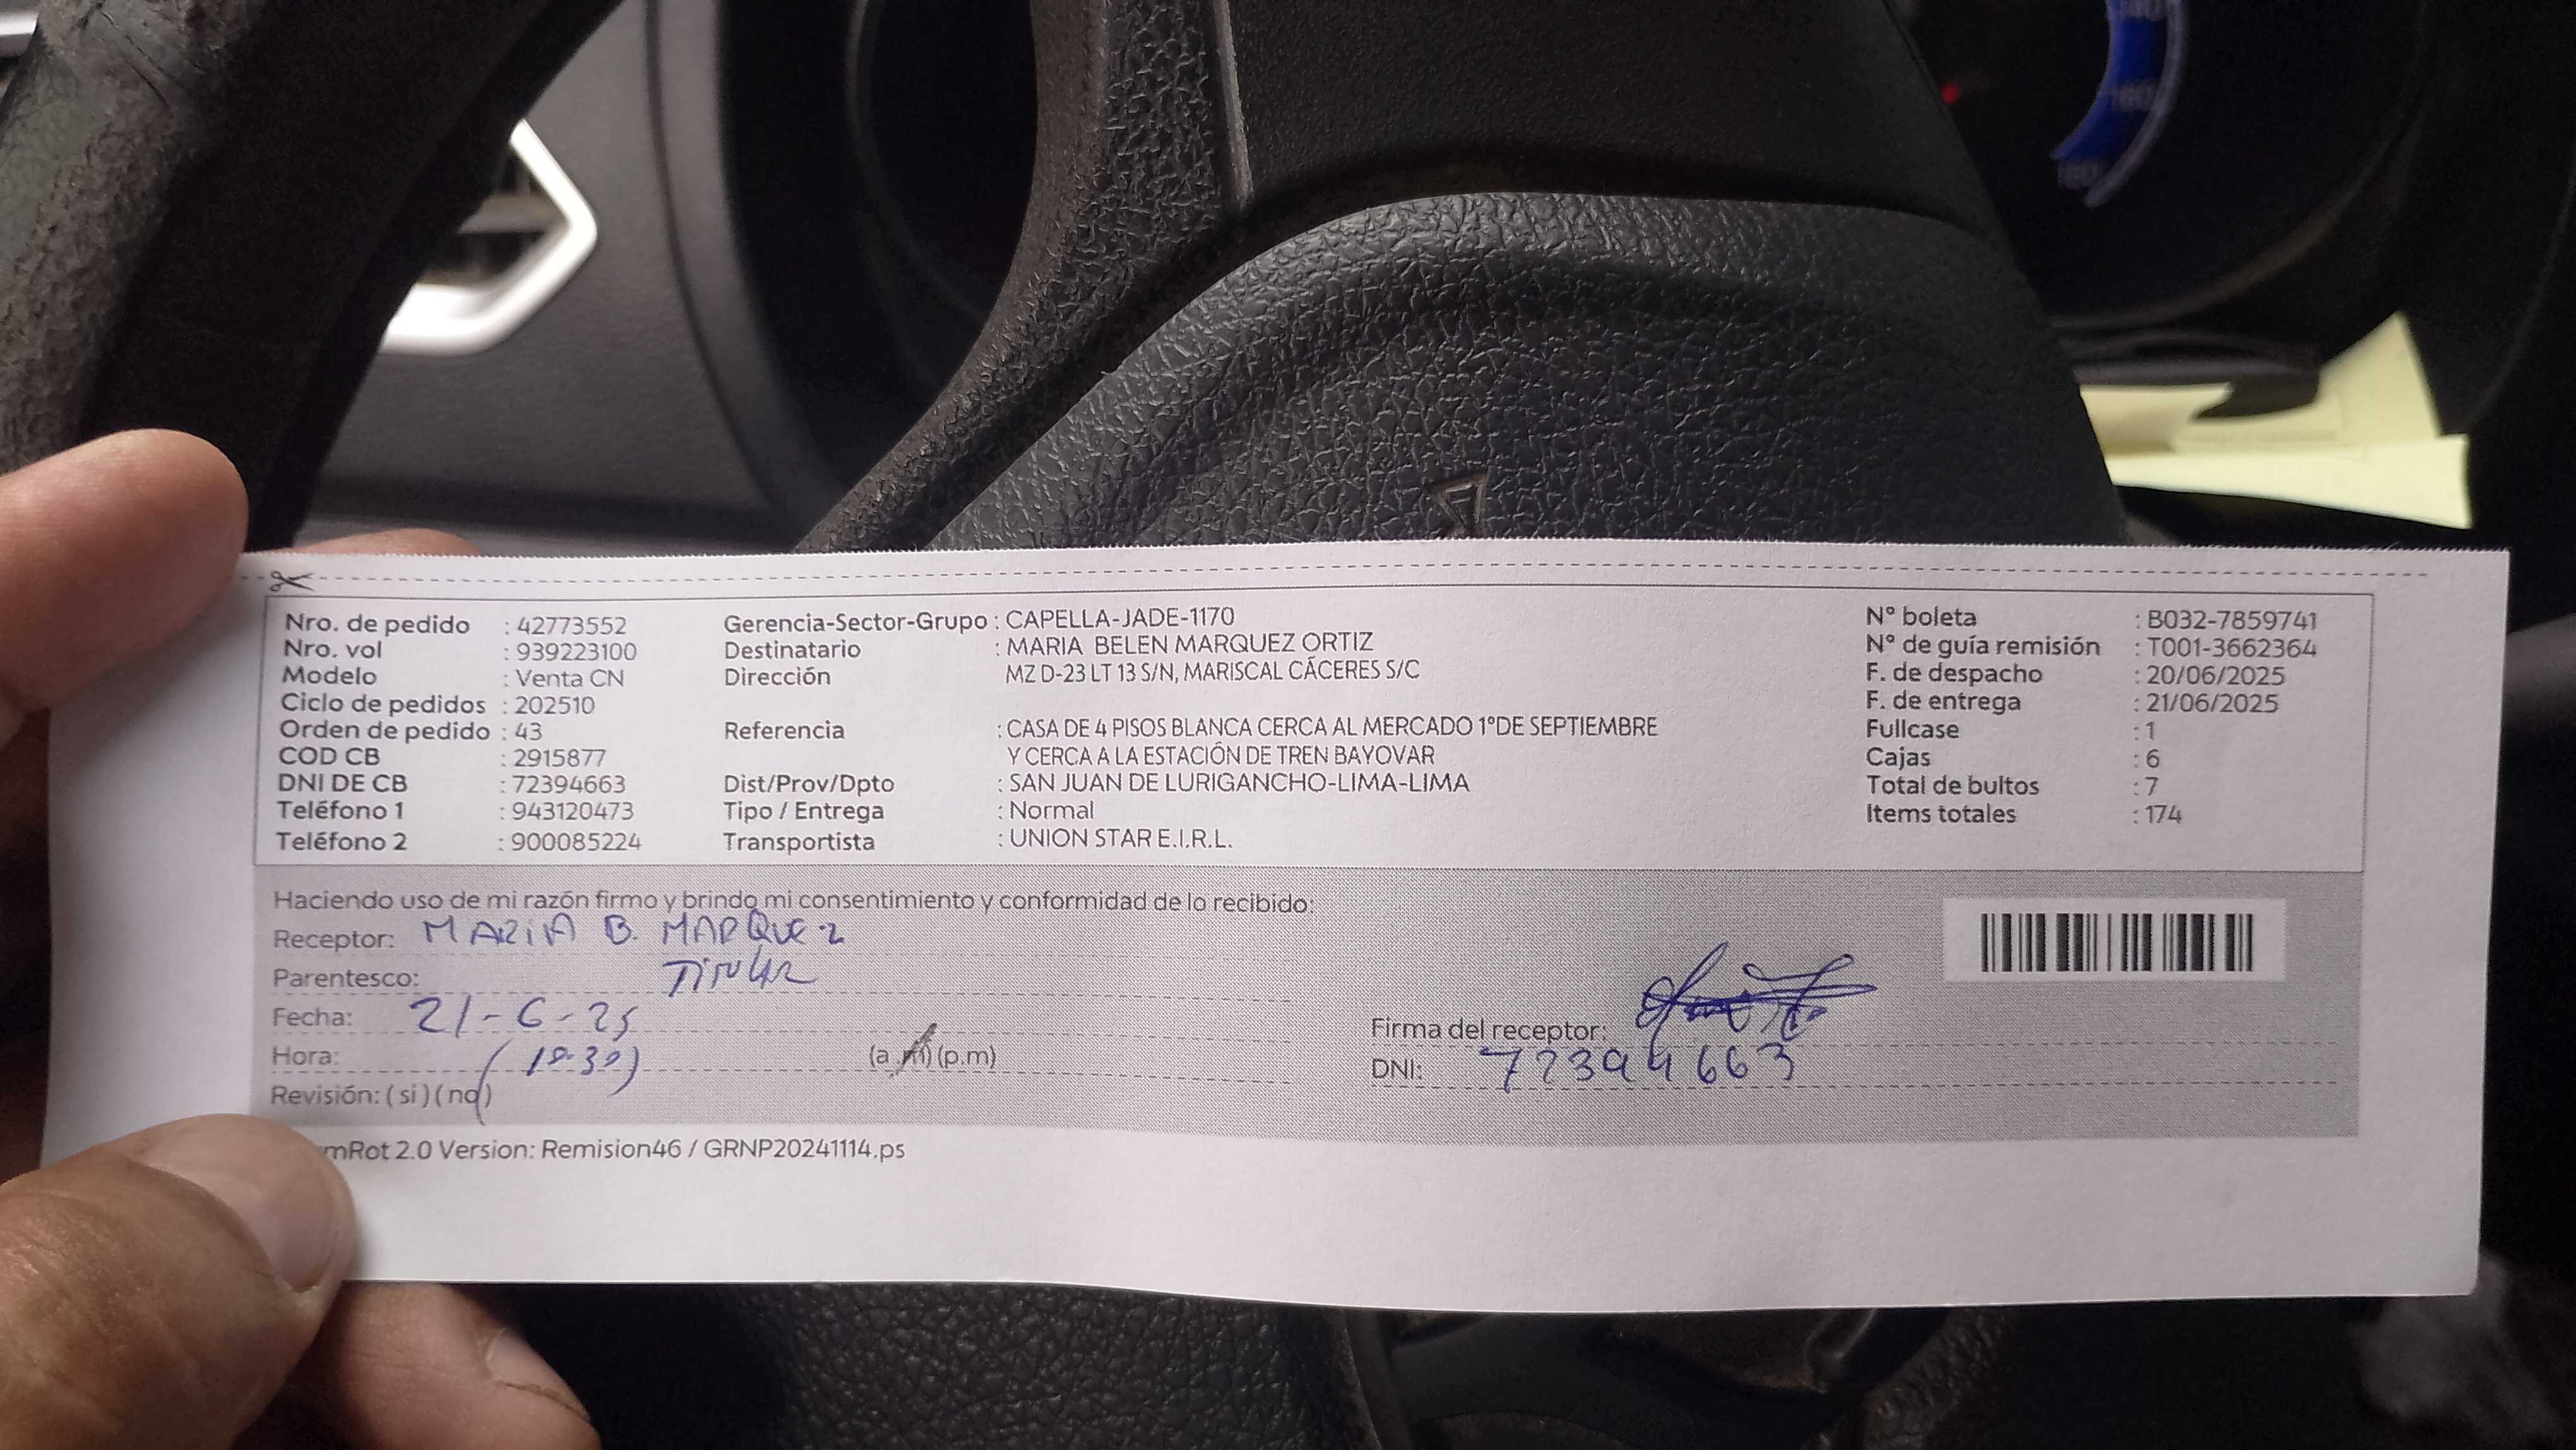 Nro. de pedido : 42773552
Nro. vol : 939223100
Modelo : Venta CN
Ciclo de pedidos : 202510
Orden de pedido : 43
COD CB : 2915877
DNI DE CB : 72394663
Teléfono 1 : 943120473
Teléfono 2 : 900085224
Gerencia-Sector-Grupo : CAPELLA-JADE-1170
Destinatario : MARIA BELEN MARQUEZ ORTIZ
Dirección MZ D-23 LT 13 S/N, MARISCAL CÁCERES S/C
Referencia : CASA DE 4 PISOS BLANCA CERCA AL MERCADO 1°DE SEPTIEMBRE
Y CERCA A LA ESTACIÓN DE TREN BAYOVAR
Dist/Prov/Dpto : SAN JUAN DE LURIGANCHO-LIMA-LIMA
Tipo / Entrega : Normal
Transportista : UNION STAR E.I.R.L.
N° boleta : B032-7859741
N° de guía remisión : T001-3662364
F. de despacho : 20/06/2025
F. de entrega : 21/06/2025
Fullcase : 1
Cajas : 6
Total de bultos : 7
Items totales : 174
Haciendo uso de mi razón firmo y brindo mi consentimiento y conformidad de lo recibido:
Receptor: MARIA B. MARQUEZ
Parentesco: TITULAR
Fecha: 21-6-25
Hora: (a.m) (p.m)
Revisión: ( si ) ( no )
Firma del receptor:
DNI: 72394663
mRot 2.0 Version: Remision46 / GRNP20241114.ps